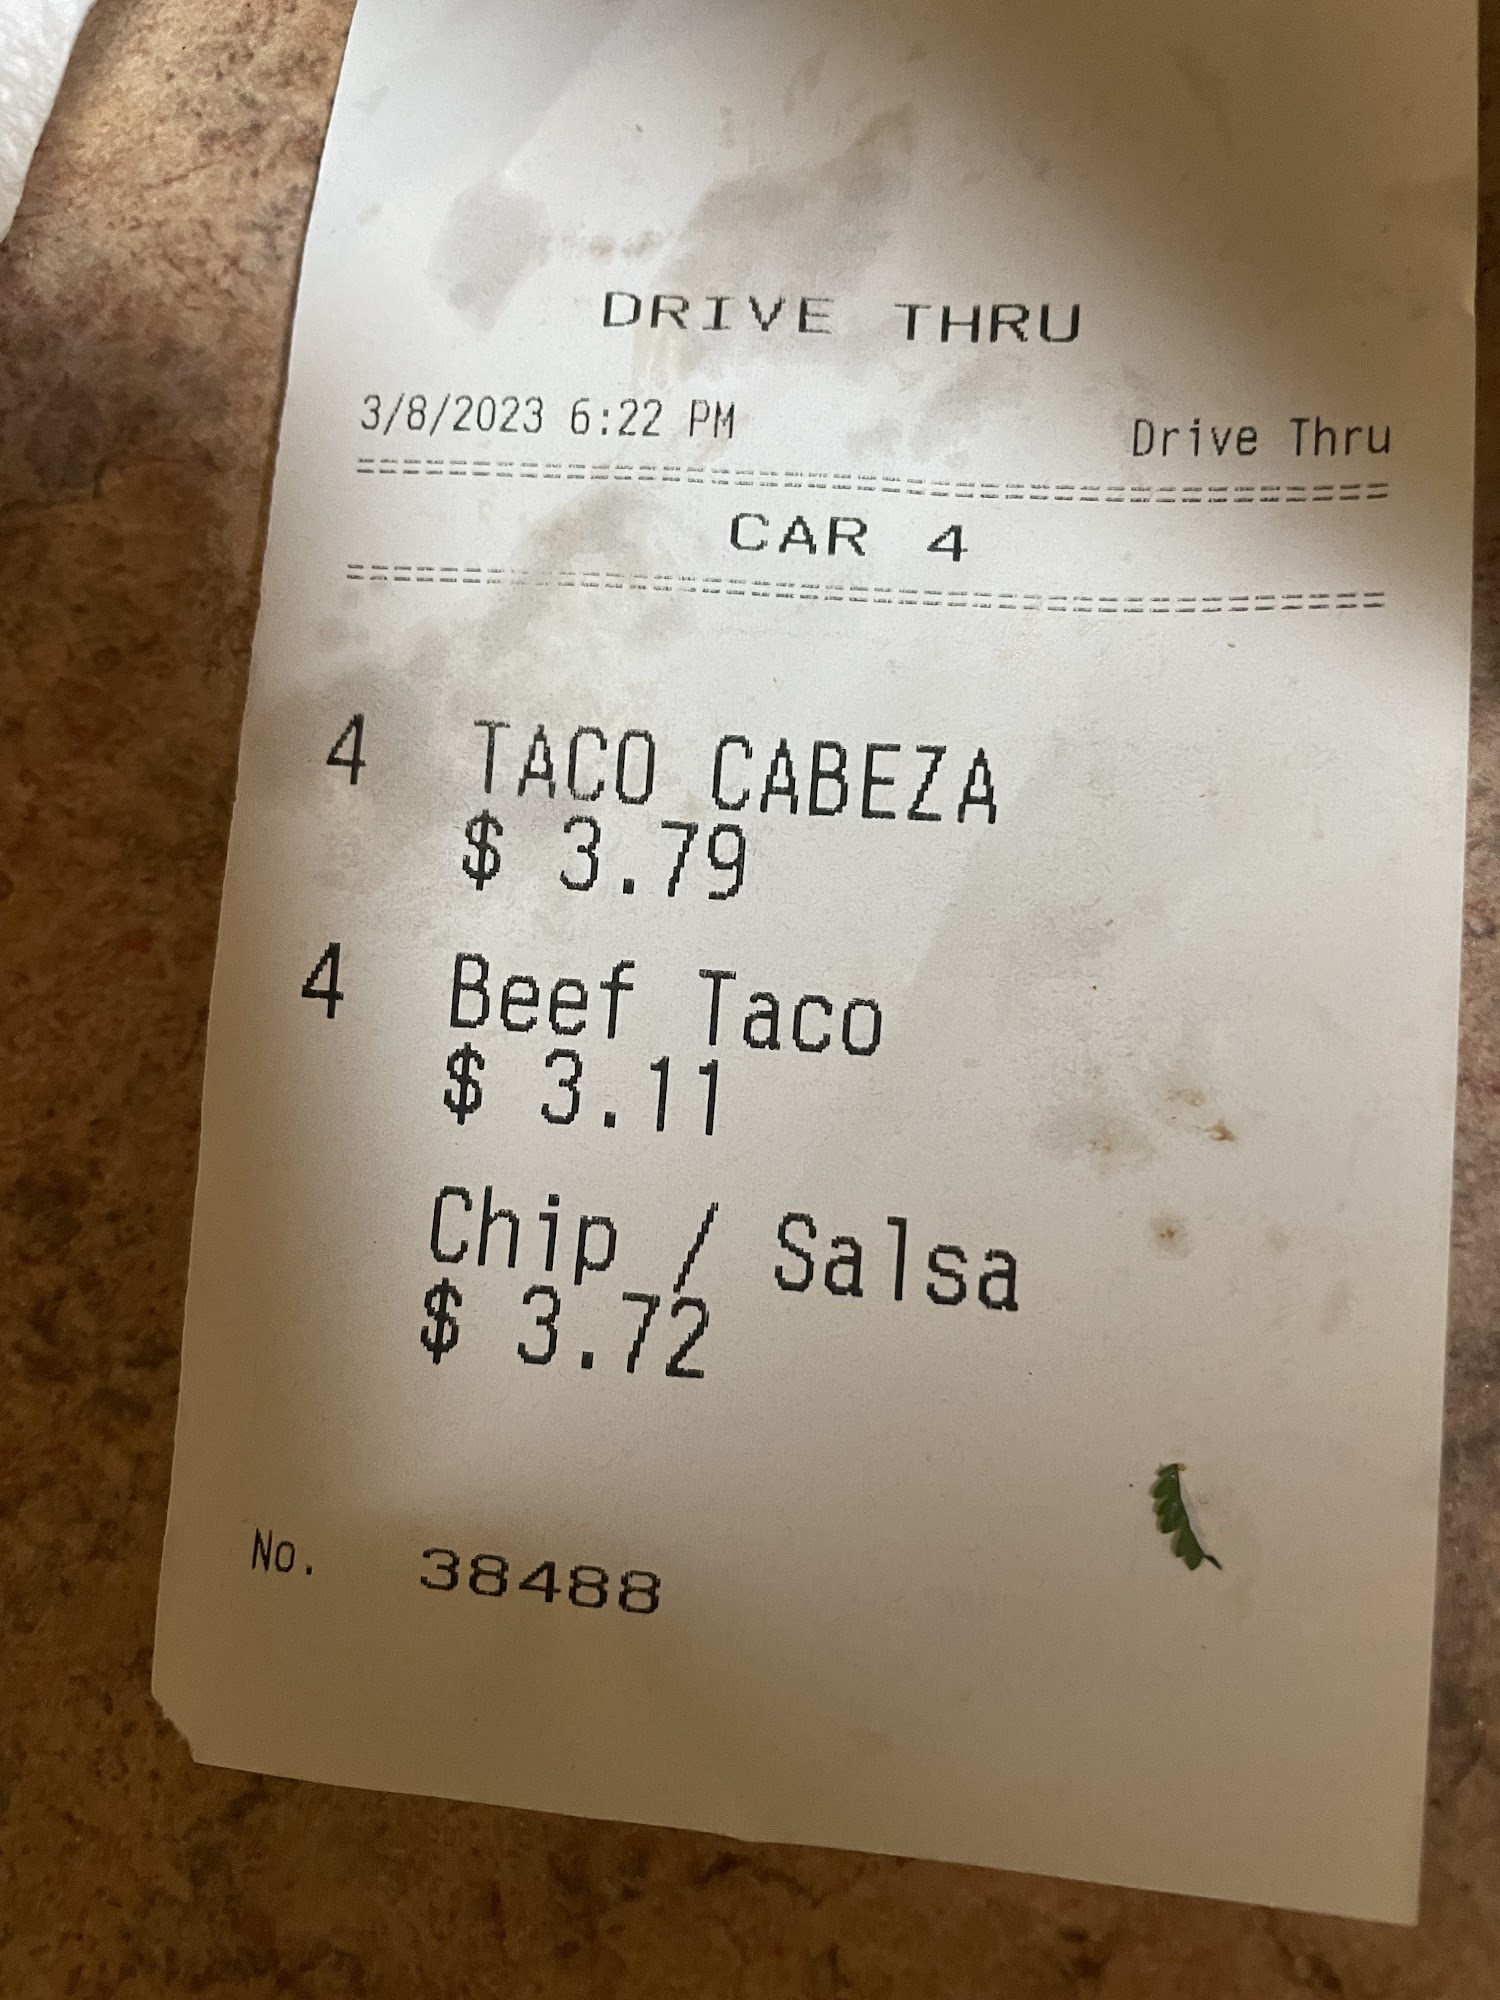 DRIVE THRU
3/8/2023 6:22 PM Drive Thru
CAR 4
4 TACO CABEZA
$ 3.79
4 Beef Taco
$ 3.11
Chip / Salsa
$ 3.72
No. 38488